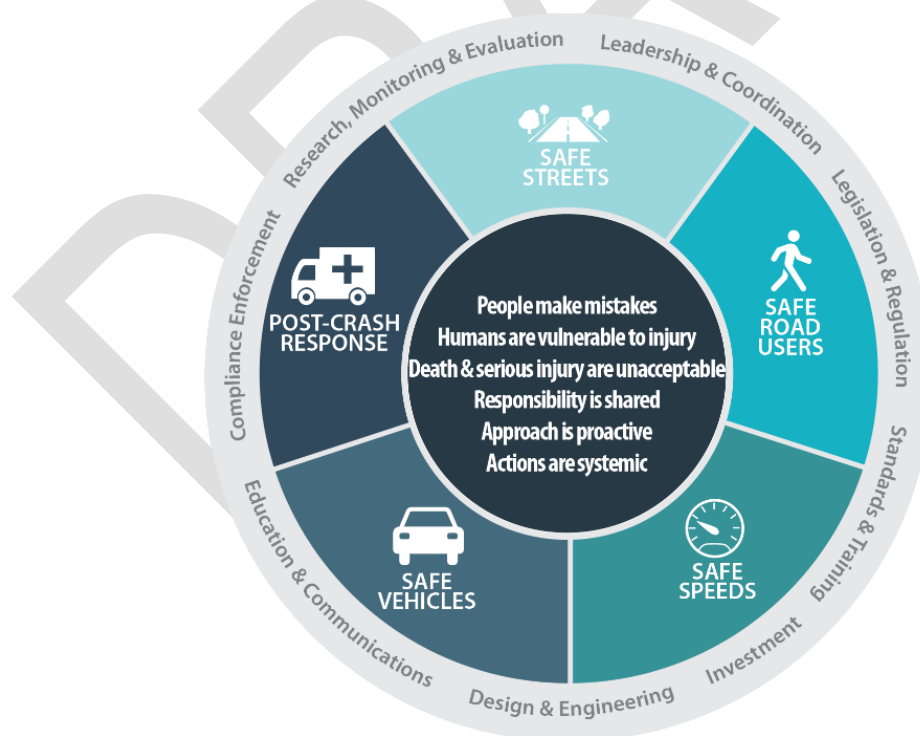 Research, Monitoring & Evaluation
Leadership & Coordination
Legislation & Regulation
Standards & Training
Investment
Design & Engineering
Education & Communications
Compliance Enforcement
SAFE
STREETS
SAFE
ROAD
USERS
SAFE
SPEEDS
SAFE
VEHICLES
POST-CRASH
RESPONSE
People make mistakes
Humans are vulnerable to injury
Death & serious injury are unacceptable
Responsibility is shared
Approach is proactive
Actions are systemic